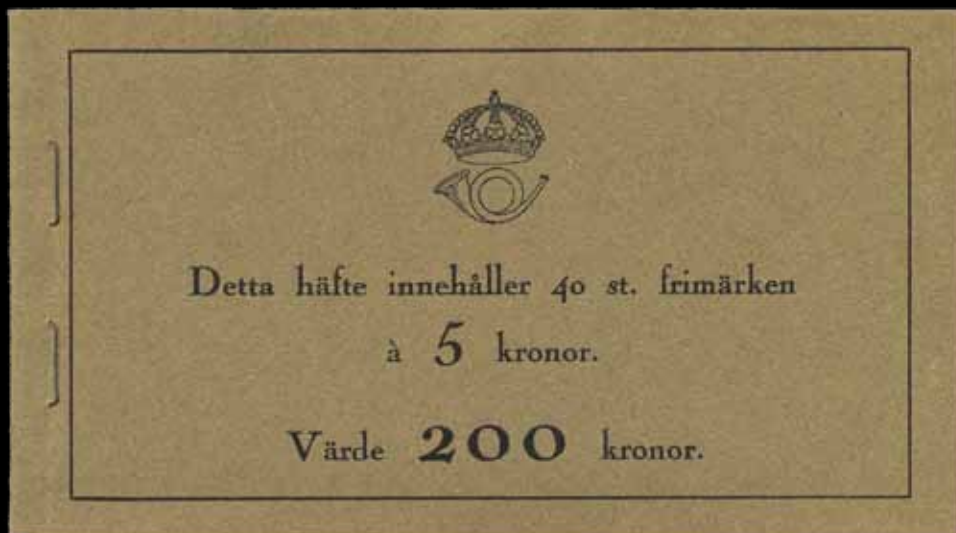 Detta häfte innehåller 40 st. frimärken
à 5 kronor.
Värde 200 kronor.